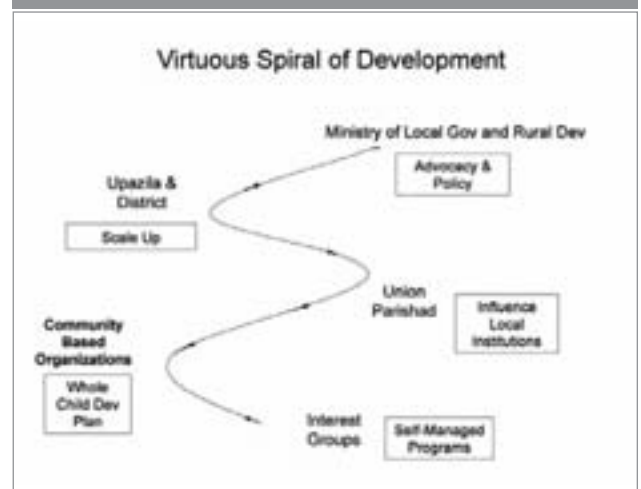 Virtuous Spiral of Development
Ministry of Local Gov and Rural Dev
Advocacy &
Policy
Upazila &
District
Scale Up
Union
Parishad
Influence
Local
Institutions
Community
Based
Organizations
Whole
Child Dev
Plan
Interest
Groups
Self-Managed
Programs